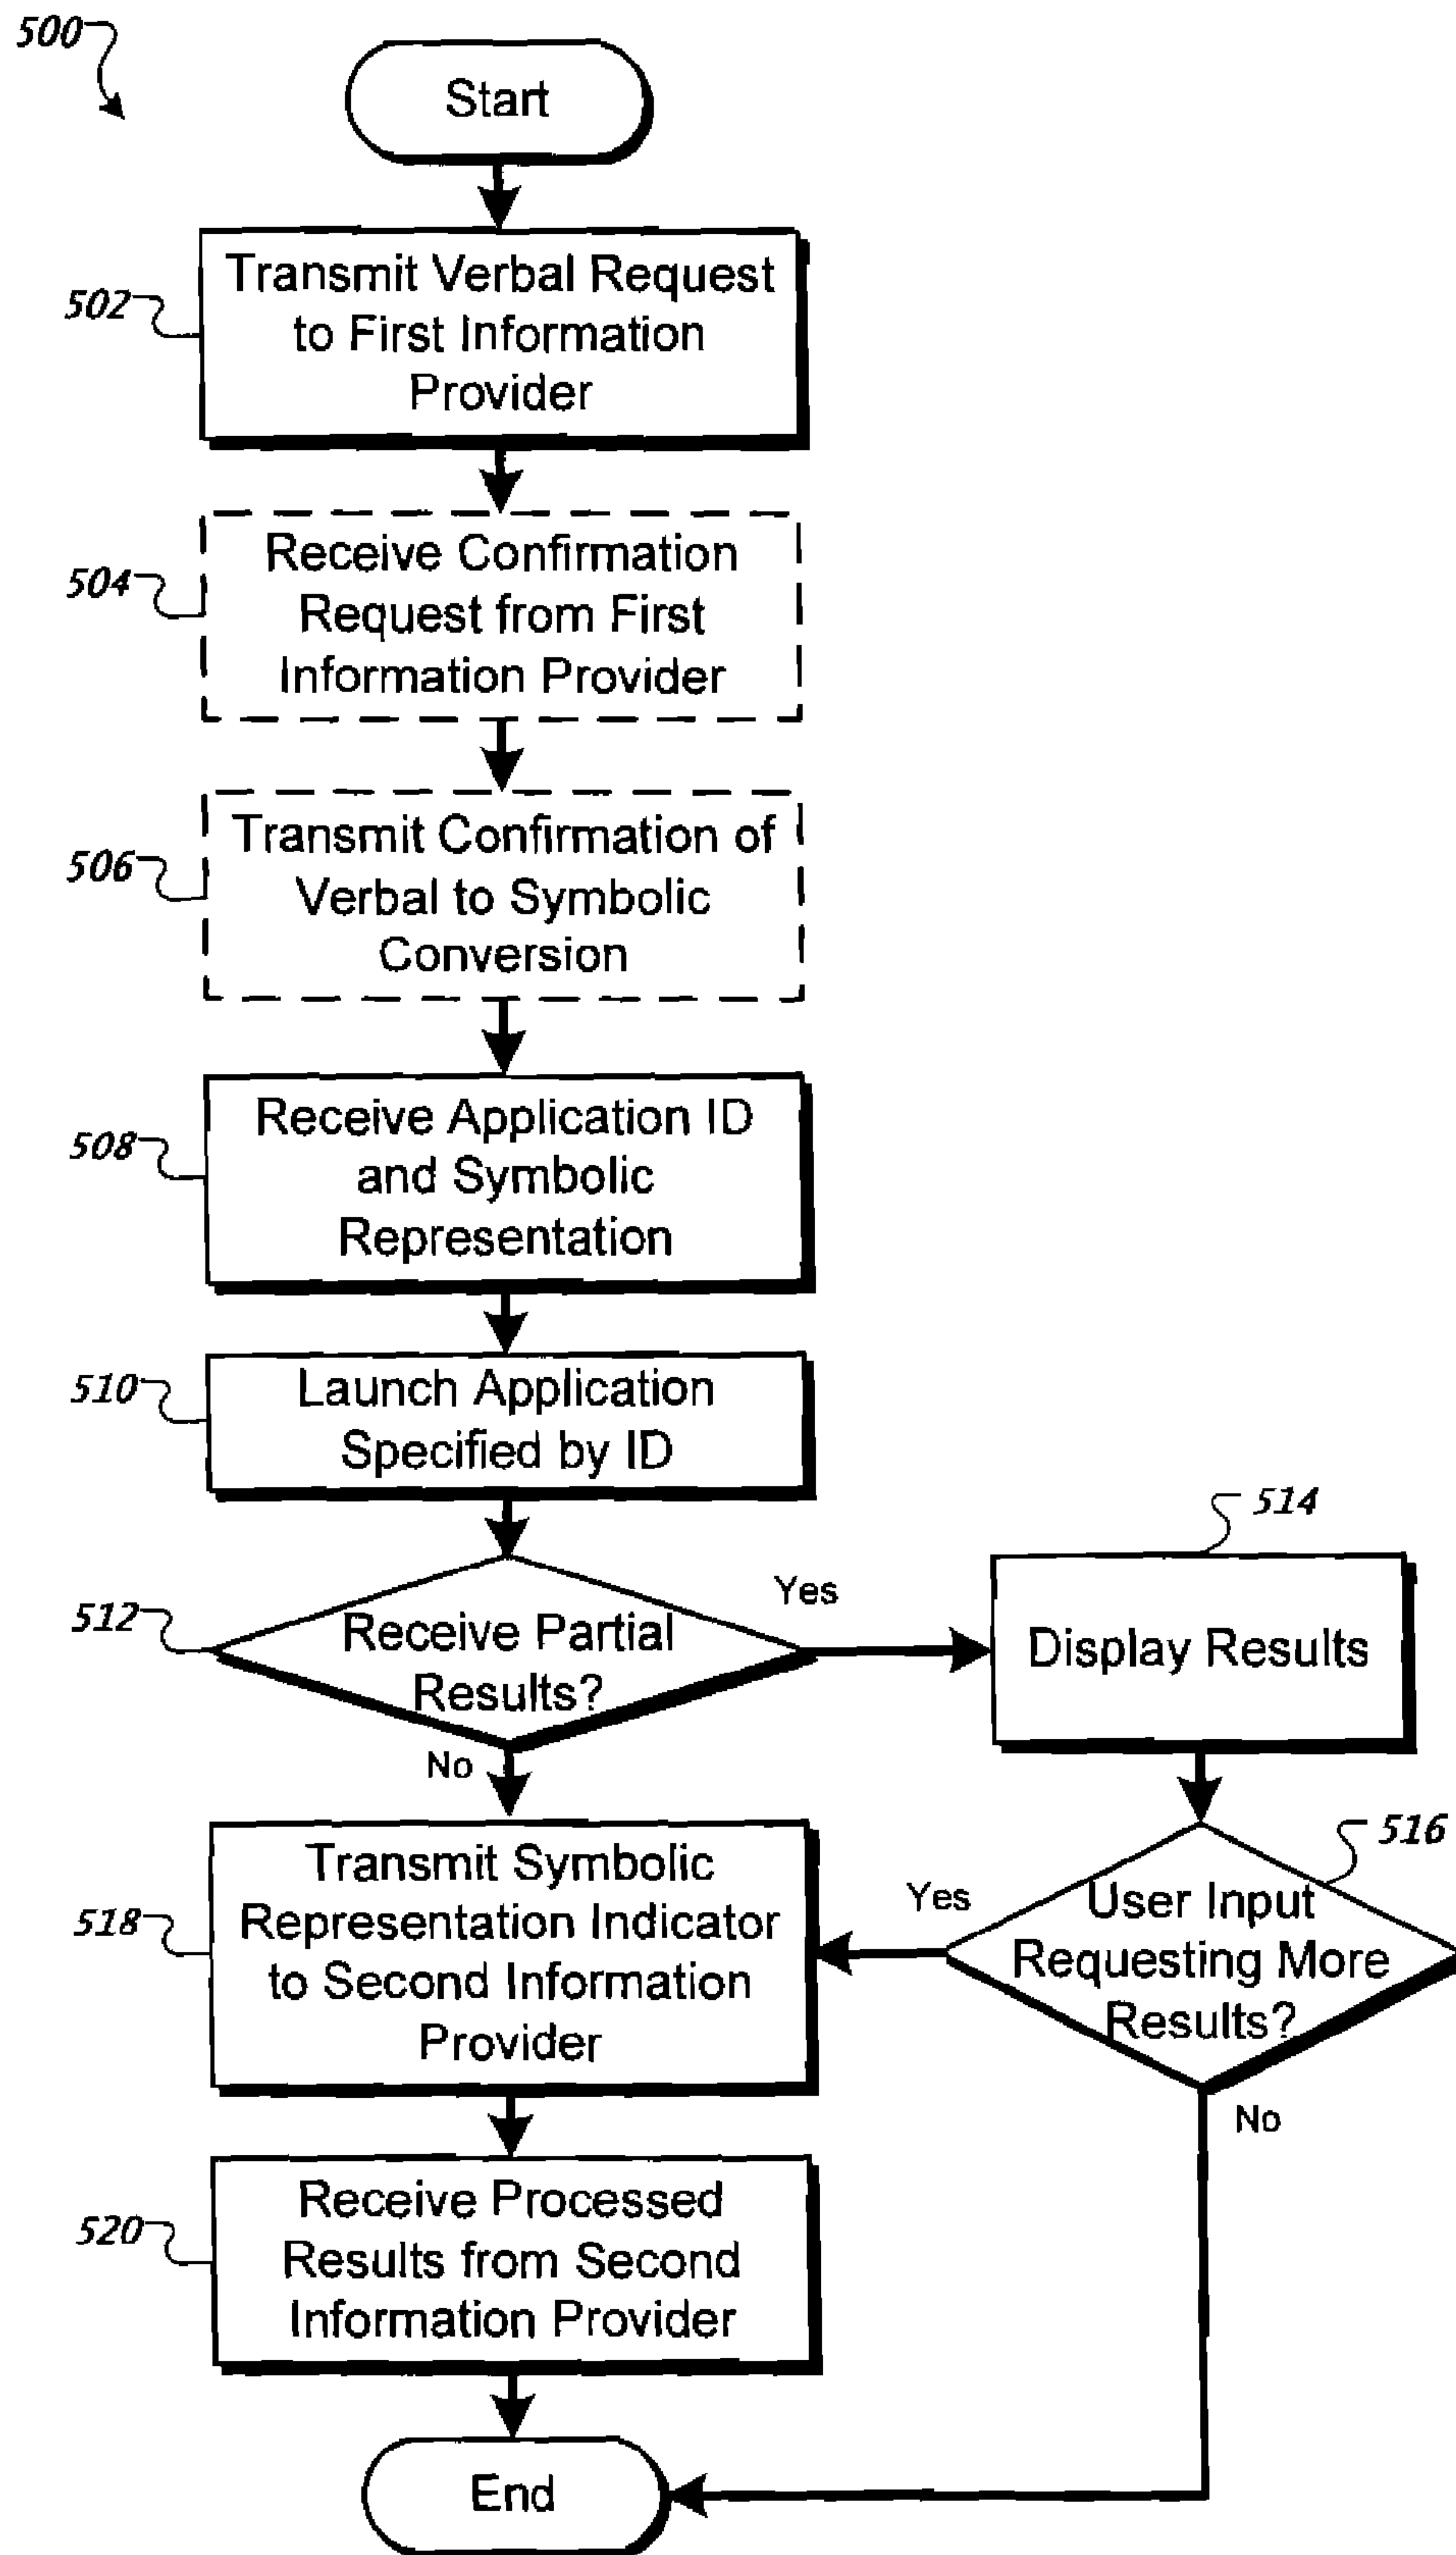 500
Start
502
Transmit Verbal Request
to First Information
Provider
504
Receive Confirmation
Request from First
Information Provider
506
Transmit Confirmation of
Verbal to Symbolic
Conversion
508
Receive Application ID
and Symbolic
Representation
510
Launch Application
Specified by ID
512
Receive Partial
Results?
Yes
No
514
Display Results
516
User Input
Requesting More
Results?
Yes
No
518
Transmit Symbolic
Representation Indicator
to Second Information
Provider
520
Receive Processed
Results from Second
Information Provider
End